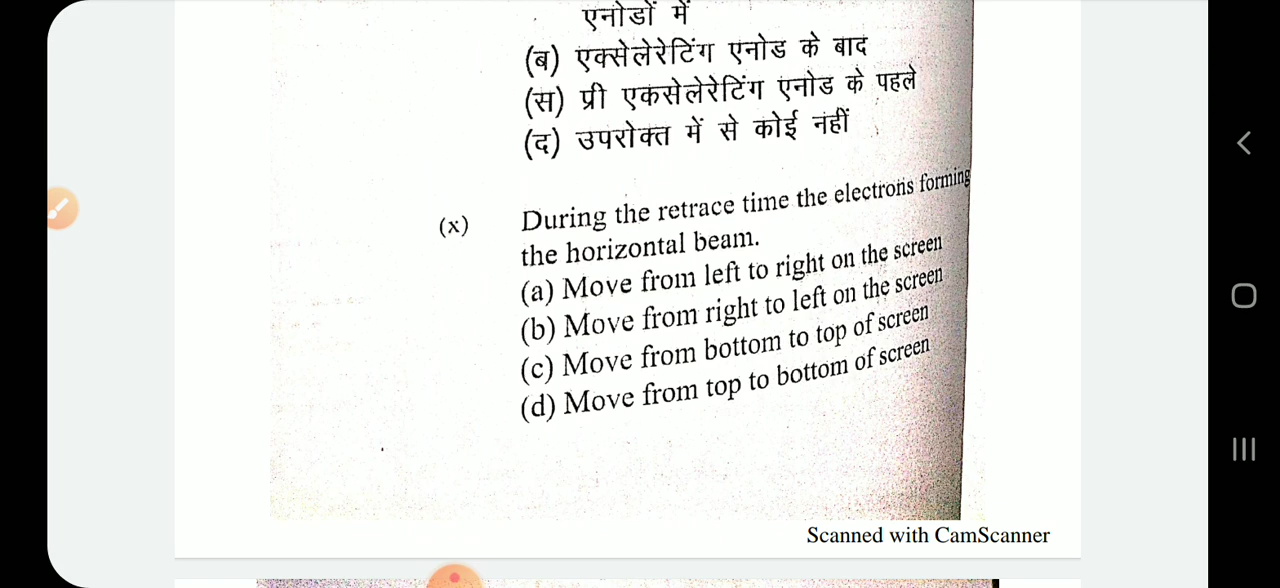 एनोडों में
(ब) एक्सेलेरेटिंग एनोड के बाद
(स) प्री एकसेलेरेटिंग एनोड के पहले
(द) उपरोक्त में से कोई नहीं
(x) During the retrace time the electrons forming
the horizontal beam.
(a) Move from left to right on the screen
(b) Move from right to left on the screen
(c) Move from bottom to top of screen
(d) Move from top to bottom of screen
Scanned with CamScanner